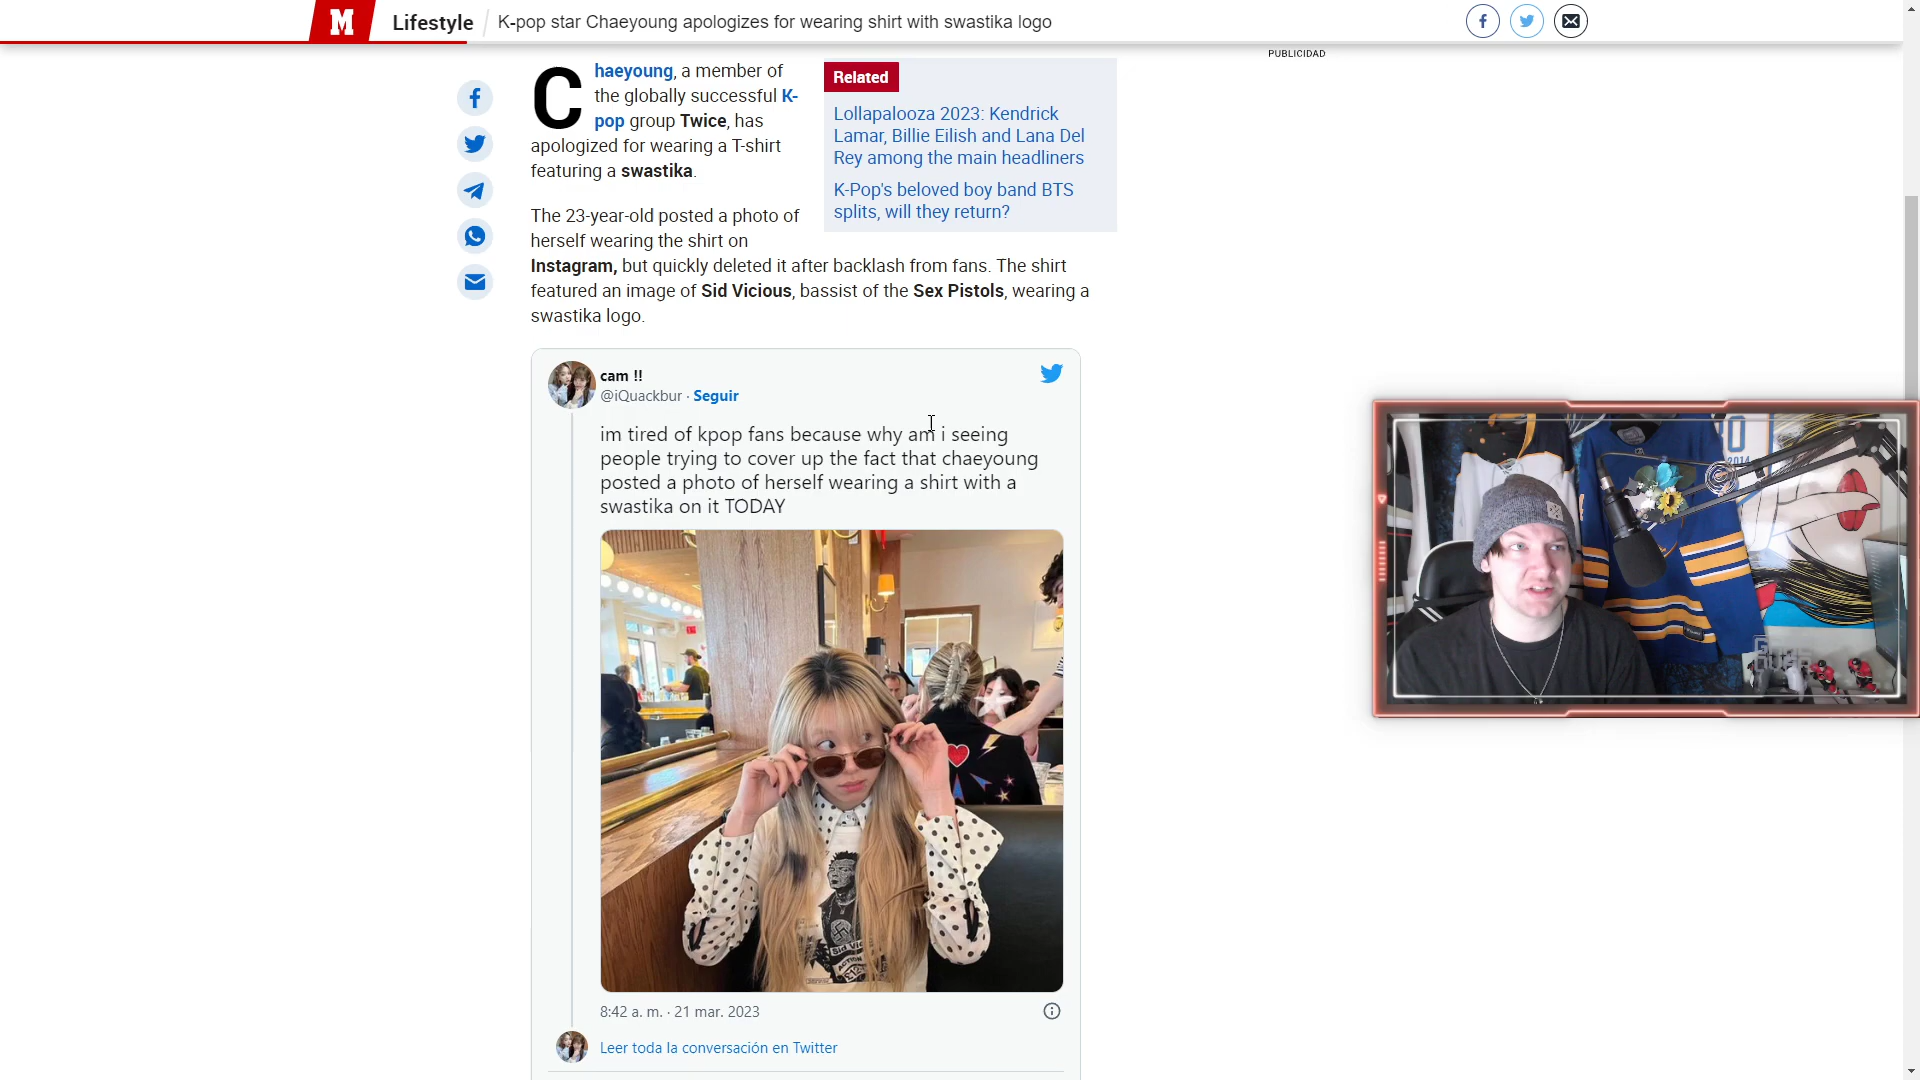 M
Lifestyle
K-pop star Chaeyoung apologizes for wearing shirt with swastika logo
PUBLICIDAD
Chaeyoung, a member of
the globally successful K-
pop group Twice, has
apologized for wearing a T-shirt
featuring a swastika.
Related
Lollapalooza 2023: Kendrick
Lamar, Billie Eilish and Lana Del
Rey among the main headliners
K-Pop's beloved boy band BTS
splits, will they return?
The 23-year-old posted a photo of
herself wearing the shirt on
Instagram, but quickly deleted it after backlash from fans. The shirt
featured an image of Sid Vicious, bassist of the Sex Pistols, wearing a
swastika logo.
cam !!
@iQuackbur · Seguir
im tired of kpop fans because why am i seeing
people trying to cover up the fact that chaeyoung
posted a photo of herself wearing a shirt with a
swastika on it TODAY
Sid Vic
ACTION
8:42 a. m. · 21 mar. 2023
Leer toda la conversación en Twitter
2014